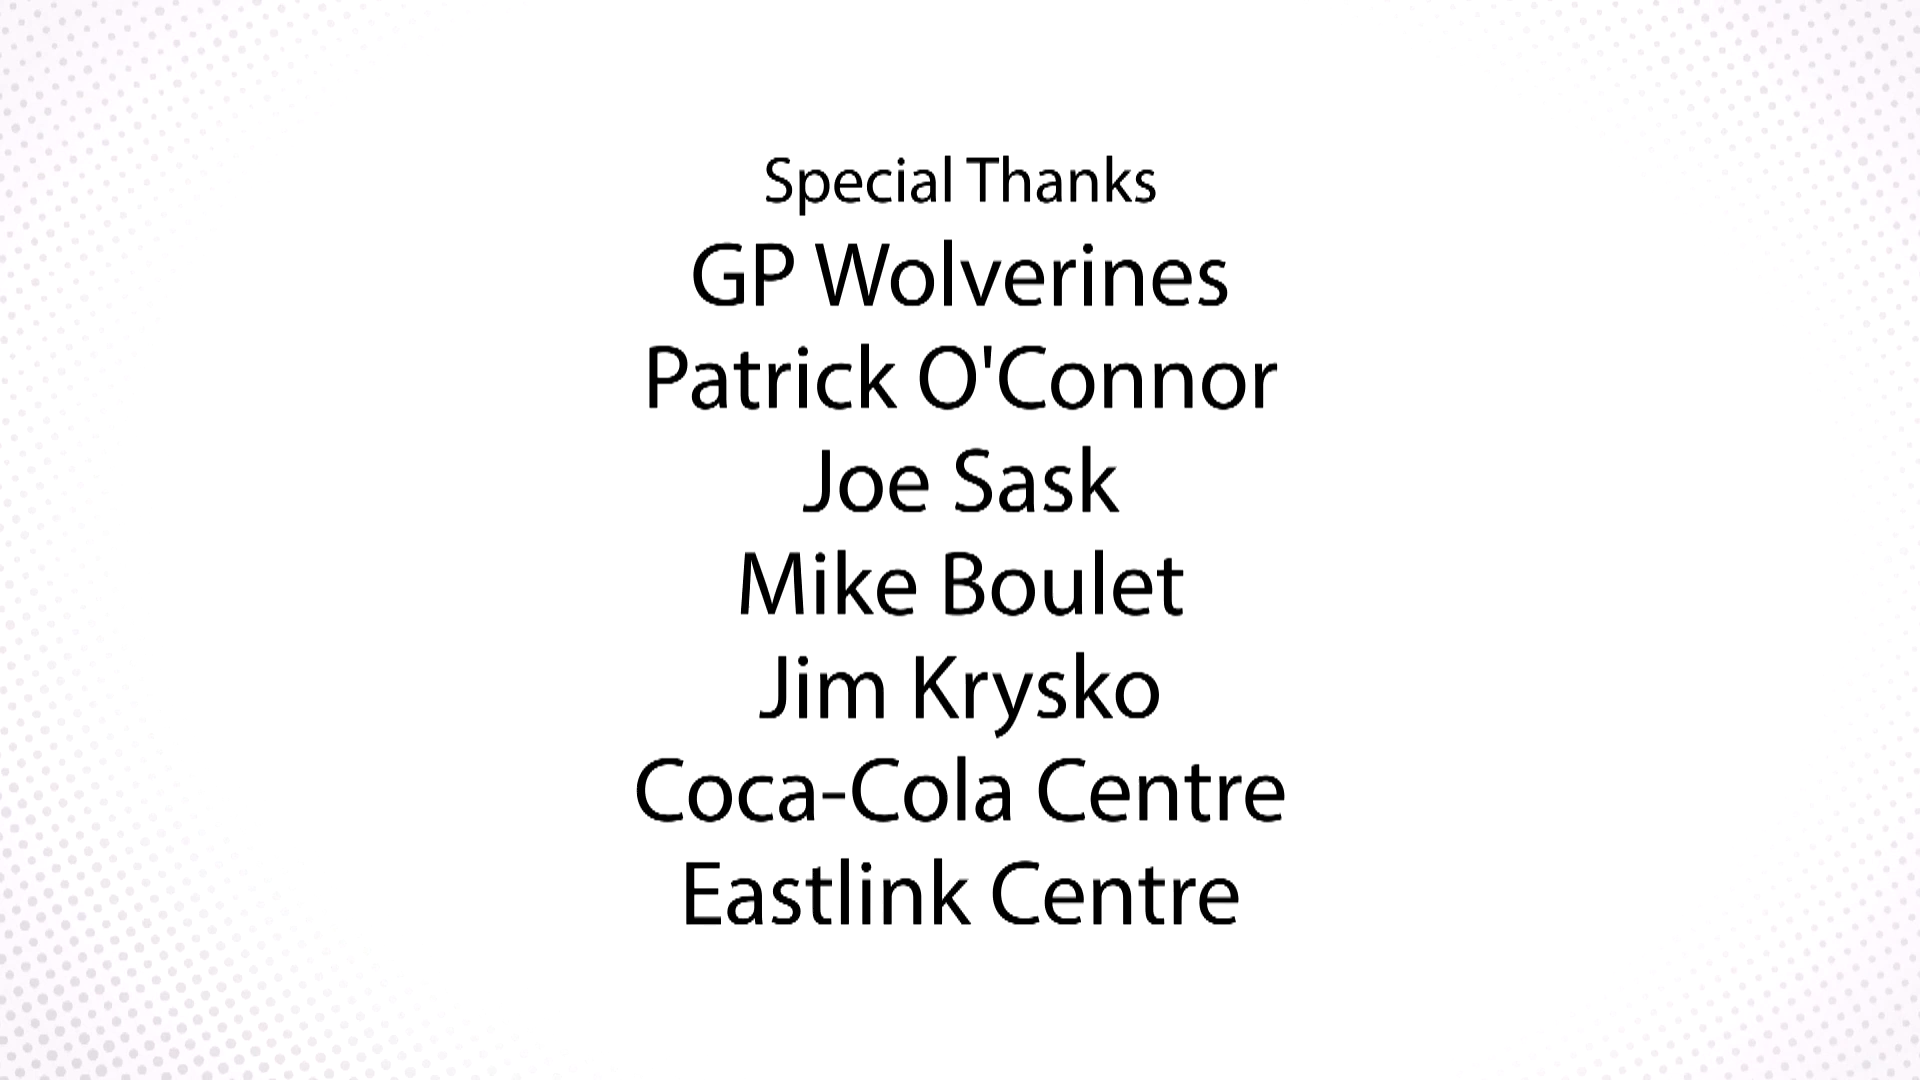 Special Thanks
GP Wolverines
Patrick O'Connor
Joe Sask
Mike Boulet
Jim Krysko
Coca-Cola Centre
Eastlink Centre